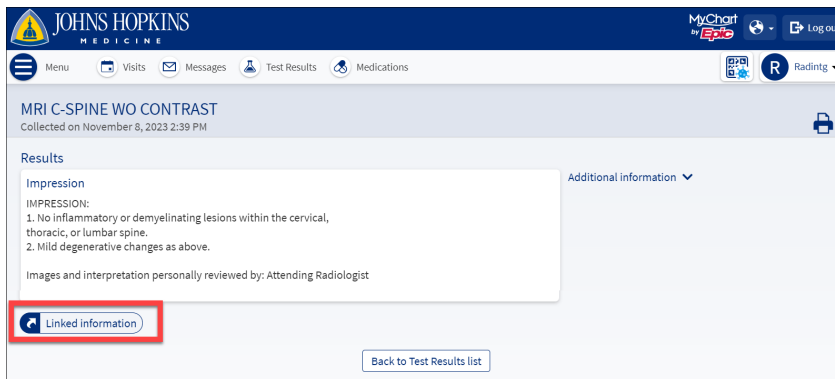 JOHNS HOPKINS
MEDICINE
MyChart
by Epic
Log ou
Menu
Visits
Messages
Test Results
Medications
R
Radintg
MRI C-SPINE WO CONTRAST
Collected on November 8, 2023 2:39 PM
Results
Impression
IMPRESSION:
1. No inflammatory or demyelinating lesions within the cervical,
thoracic, or lumbar spine.
2. Mild degenerative changes as above.
Images and interpretation personally reviewed by: Attending Radiologist
Additional information
Linked information
Back to Test Results list